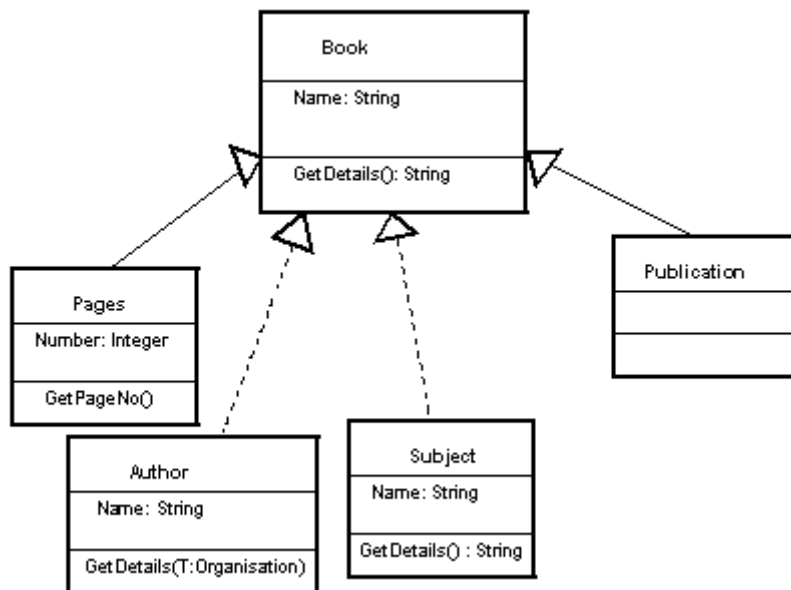 Book
Name: String
GetDetails(): String
Pages
Number: Integer
GetPageNo()
Author
Name: String
GetDetails(T:Organisation)
Subject
Name: String
GetDetails() : String
Publication